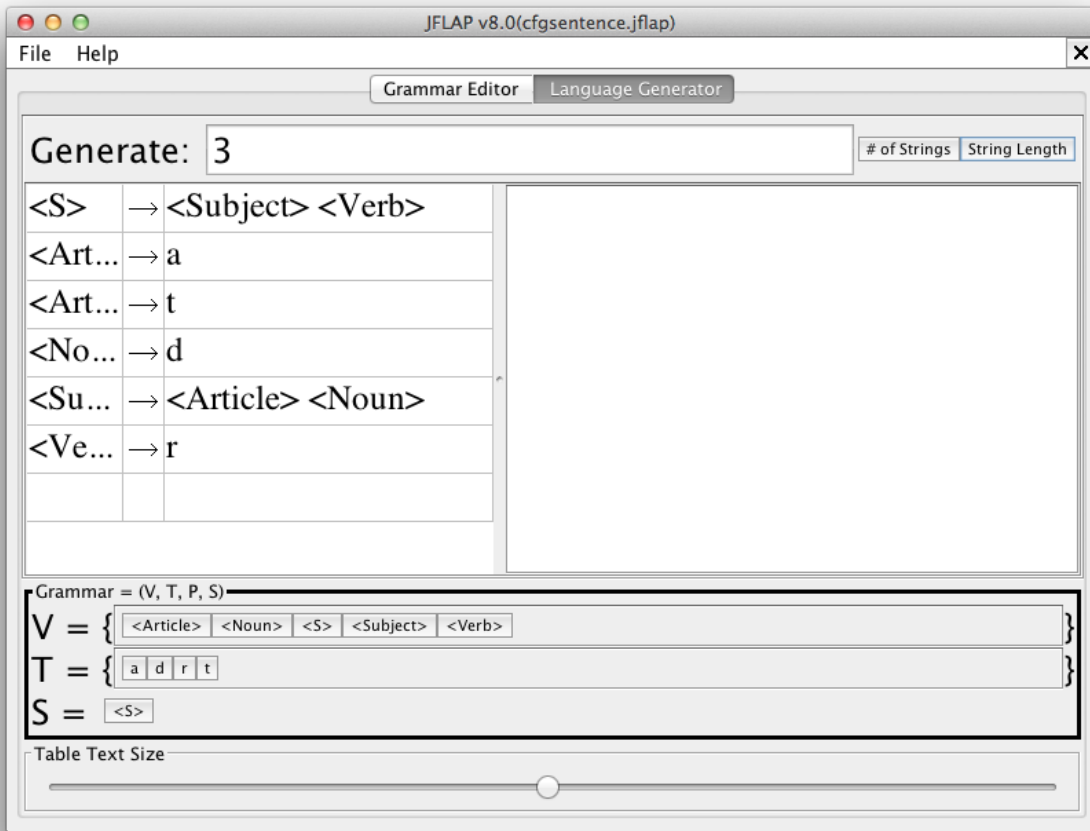 JFLAP v8.0(cfgsentence.jflap)
File Help
Grammar Editor Language Generator
Generate: 3 # of Strings String Length
<S> → <Subject> <Verb>
<Art... → a
<Art... → t
<No... → d
<Su... → <Article> <Noun>
<Ve... → r
Grammar = (V, T, P, S)
V = { <Article> <Noun> <S> <Subject> <Verb> }
T = { a d r t }
S = <S>
Table Text Size